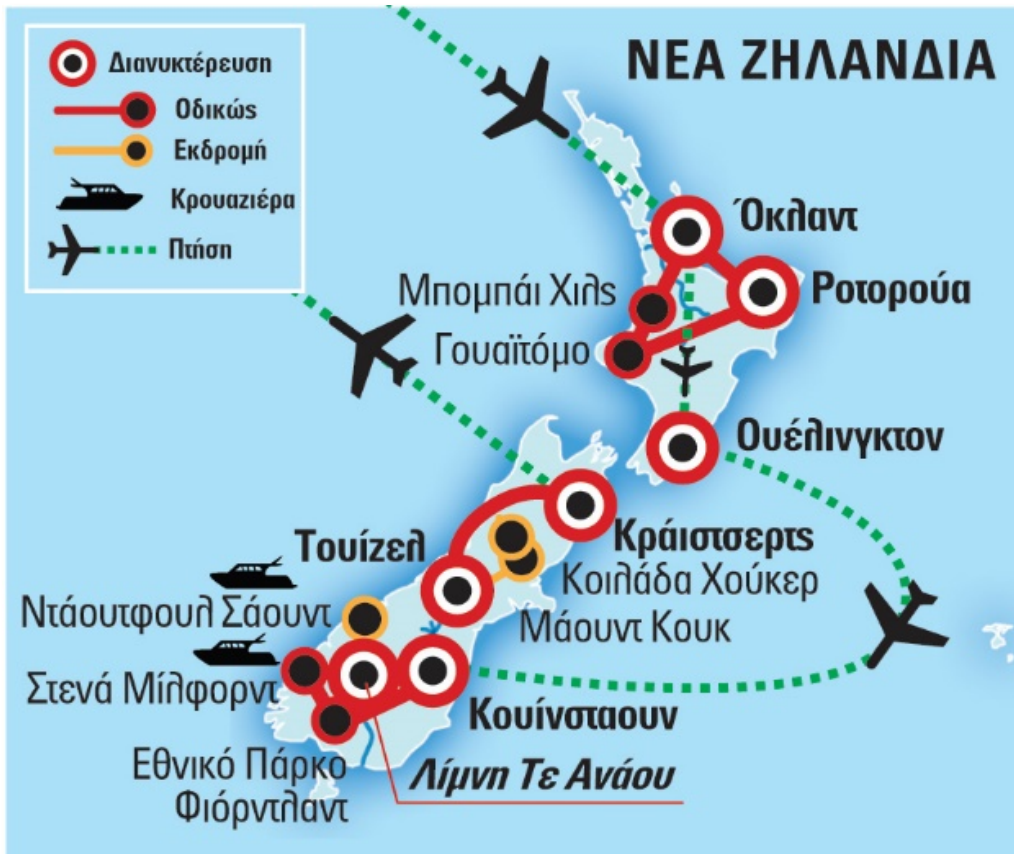 Διανυκτέρευση
Οδικώς
Εκδρομή
Κρουαζιέρα
Πτήση
ΝΕΑ ΖΗΛΑΝΔΙΑ
Όκλαντ
Μπομπάι Χιλς
Ροτορούα
Γουαϊτόμο
Ουέλινγκτον
Κράιστσερτς
Τουίζελ
Κοιλάδα Χούκερ
Ντάουτφουλ Σάουντ
Μάουντ Κουκ
Στενά Μίλφορντ
Κουίνσταουν
Εθνικό Πάρκο
Φιόρντλαντ
Λίμνη Τε Ανάου